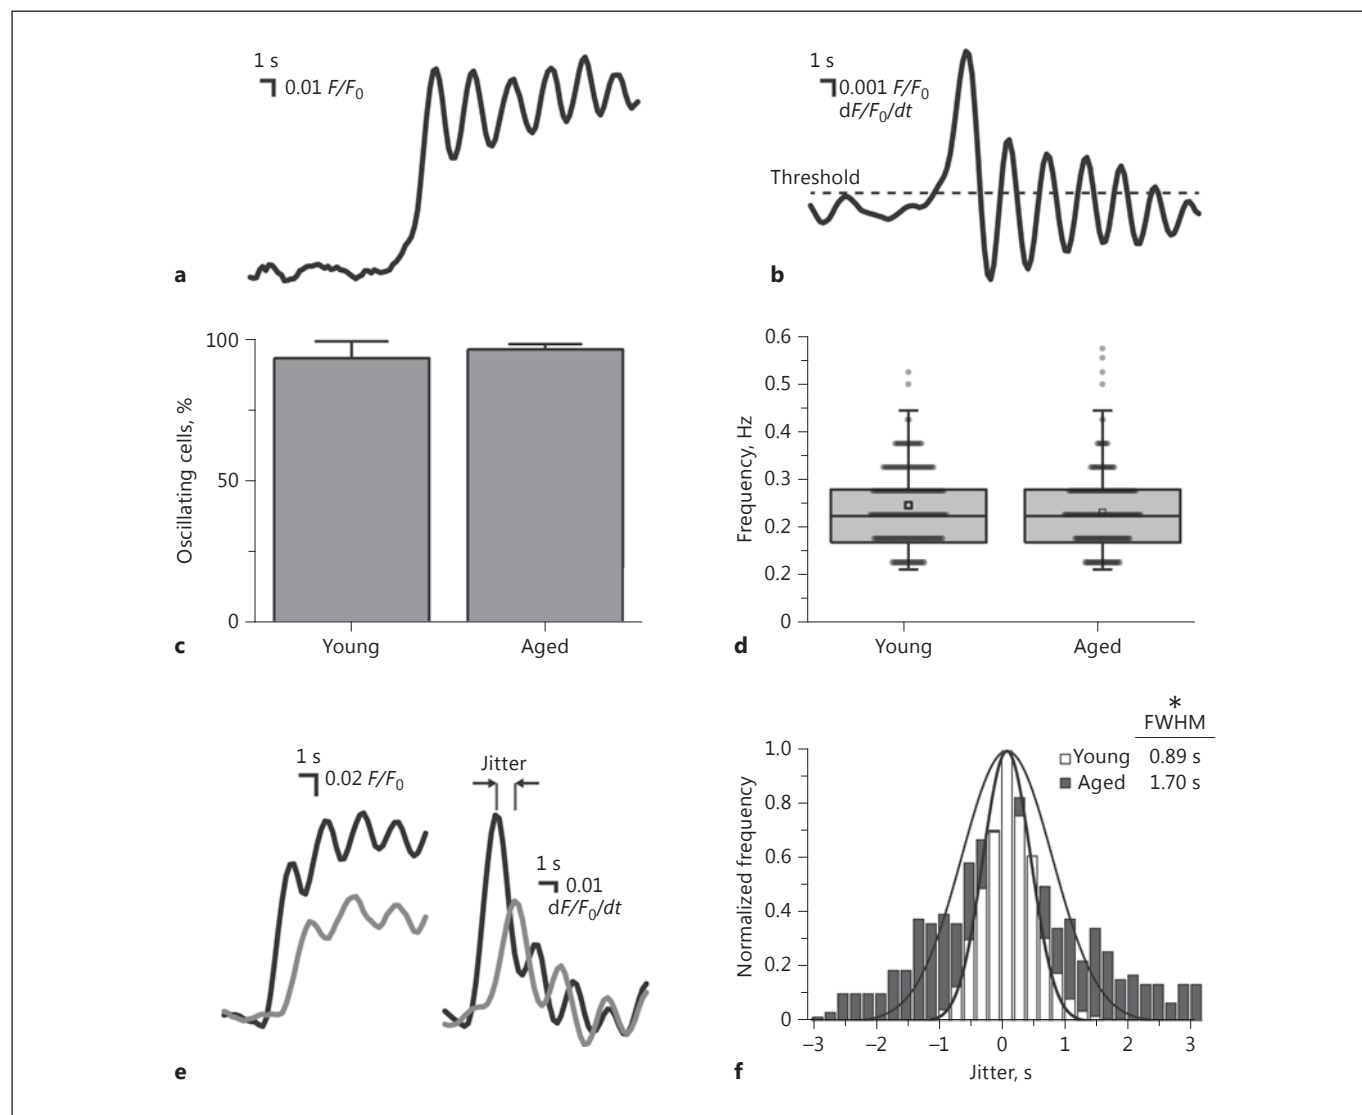 1 s
0.01 F/F0
a
1 s
0.001 F/F0
dF/F0/dt
Threshold
b
100
50
0
Oscillating cells, %
Young
Aged
c
0.6
0.5
0.4
0.3
0.2
0.2
0
Frequency, Hz
Young
Aged
d
1 s
0.02 F/F0
Jitter
1 s
0.01
dF/F0/dt
e
*
FWHM
Young 0.89 s
Aged 1.70 s
1.0
0.8
0.6
0.4
0.2
0
Normalized frequency
–3 –2 –1 0 1 2 3
Jitter, s
f